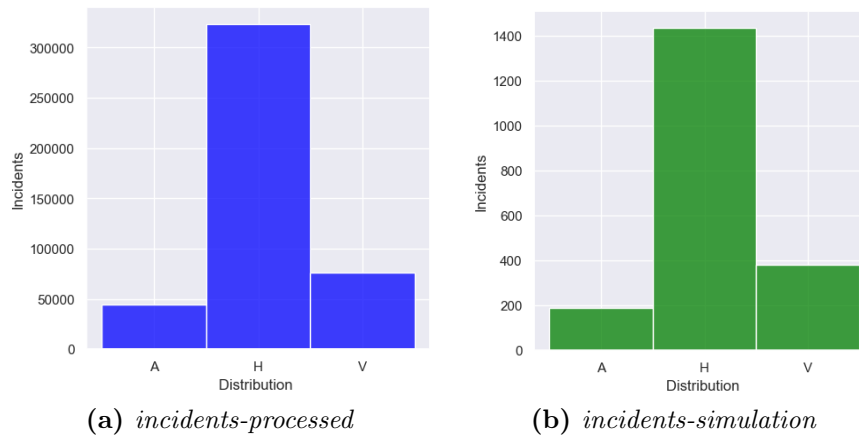 300000
250000
200000
150000
100000
50000
0
Incidents
A H V
Distribution
(a) incidents-processed
1400
1200
1000
800
600
400
200
0
Incidents
A H V
Distribution
(b) incidents-simulation